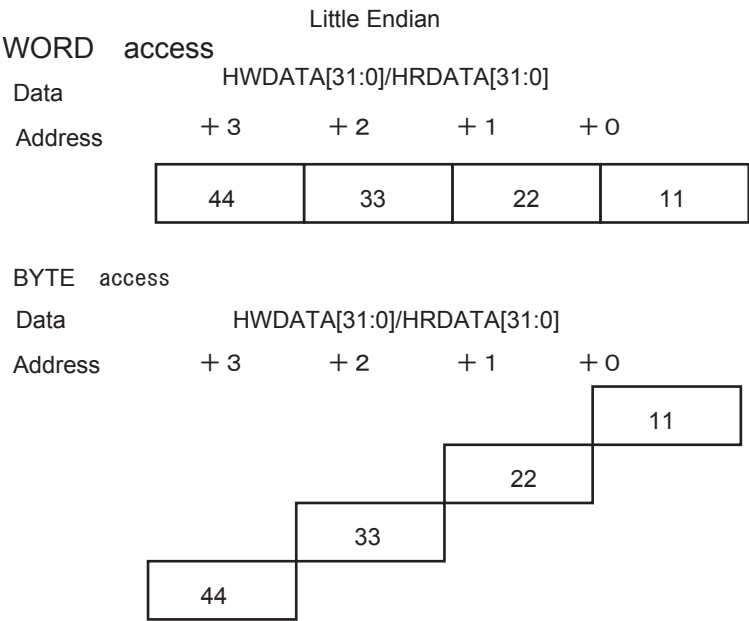 Little Endian
WORD access
Data HWDATA[31:0]/HRDATA[31:0]
Address +3 +2 +1 +0
44 33 22 11
BYTE access
Data HWDATA[31:0]/HRDATA[31:0]
Address +3 +2 +1 +0
11
22
33
44